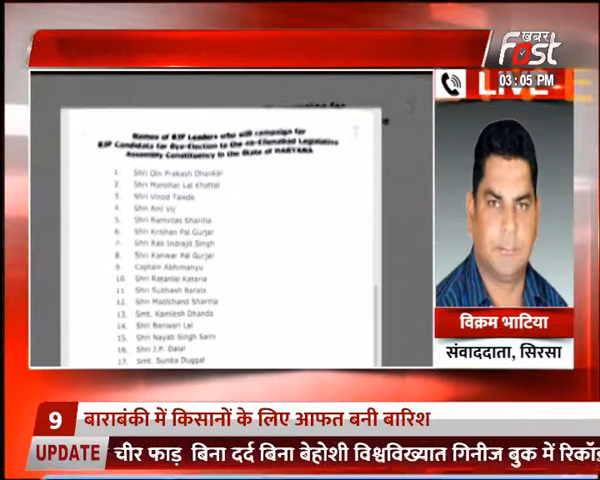 ख़बर
Fast
03:05 PM
LIVE
Names of BJP Leaders who will campaign for
BJP Candidate for Bye-Election to the 46-Ellenabad Legislative
Assembly Constituency in the State of HARYANA
1. Shri Om Prakash Dhankar
2. Shri Manohar Lal Khattar
3. Shri Vinod Tawde
4. Shri Anil Vij
5. Shri Rambilas Sharma
6. Shri Krishan Pal Gurjar
7. Shri Rao Indrajit Singh
8. Shri Kanwar Pal Gurjar
9. Captain Abhimanyu
10. Shri Ratanlal Kataria
11 Shri Subhash Barala
12. Shri Moolchand Sharma
13. Smt. Kamlesh Dhanda
14. Shri Banwari Lal
15. Shri Nayab Singh Saini
16. Shri J.P. Dalal
17. Smt. Sunita Duggal
विक्रम भाटिया
संवाददाता, सिरसा
9 बाराबंकी में किसानों के लिए आफत बनी बारिश
UPDATE चीर फाड़ बिना दर्द बिना बेहोशी विश्वविख्यात गिनीज बुक में रिकॉर्ड